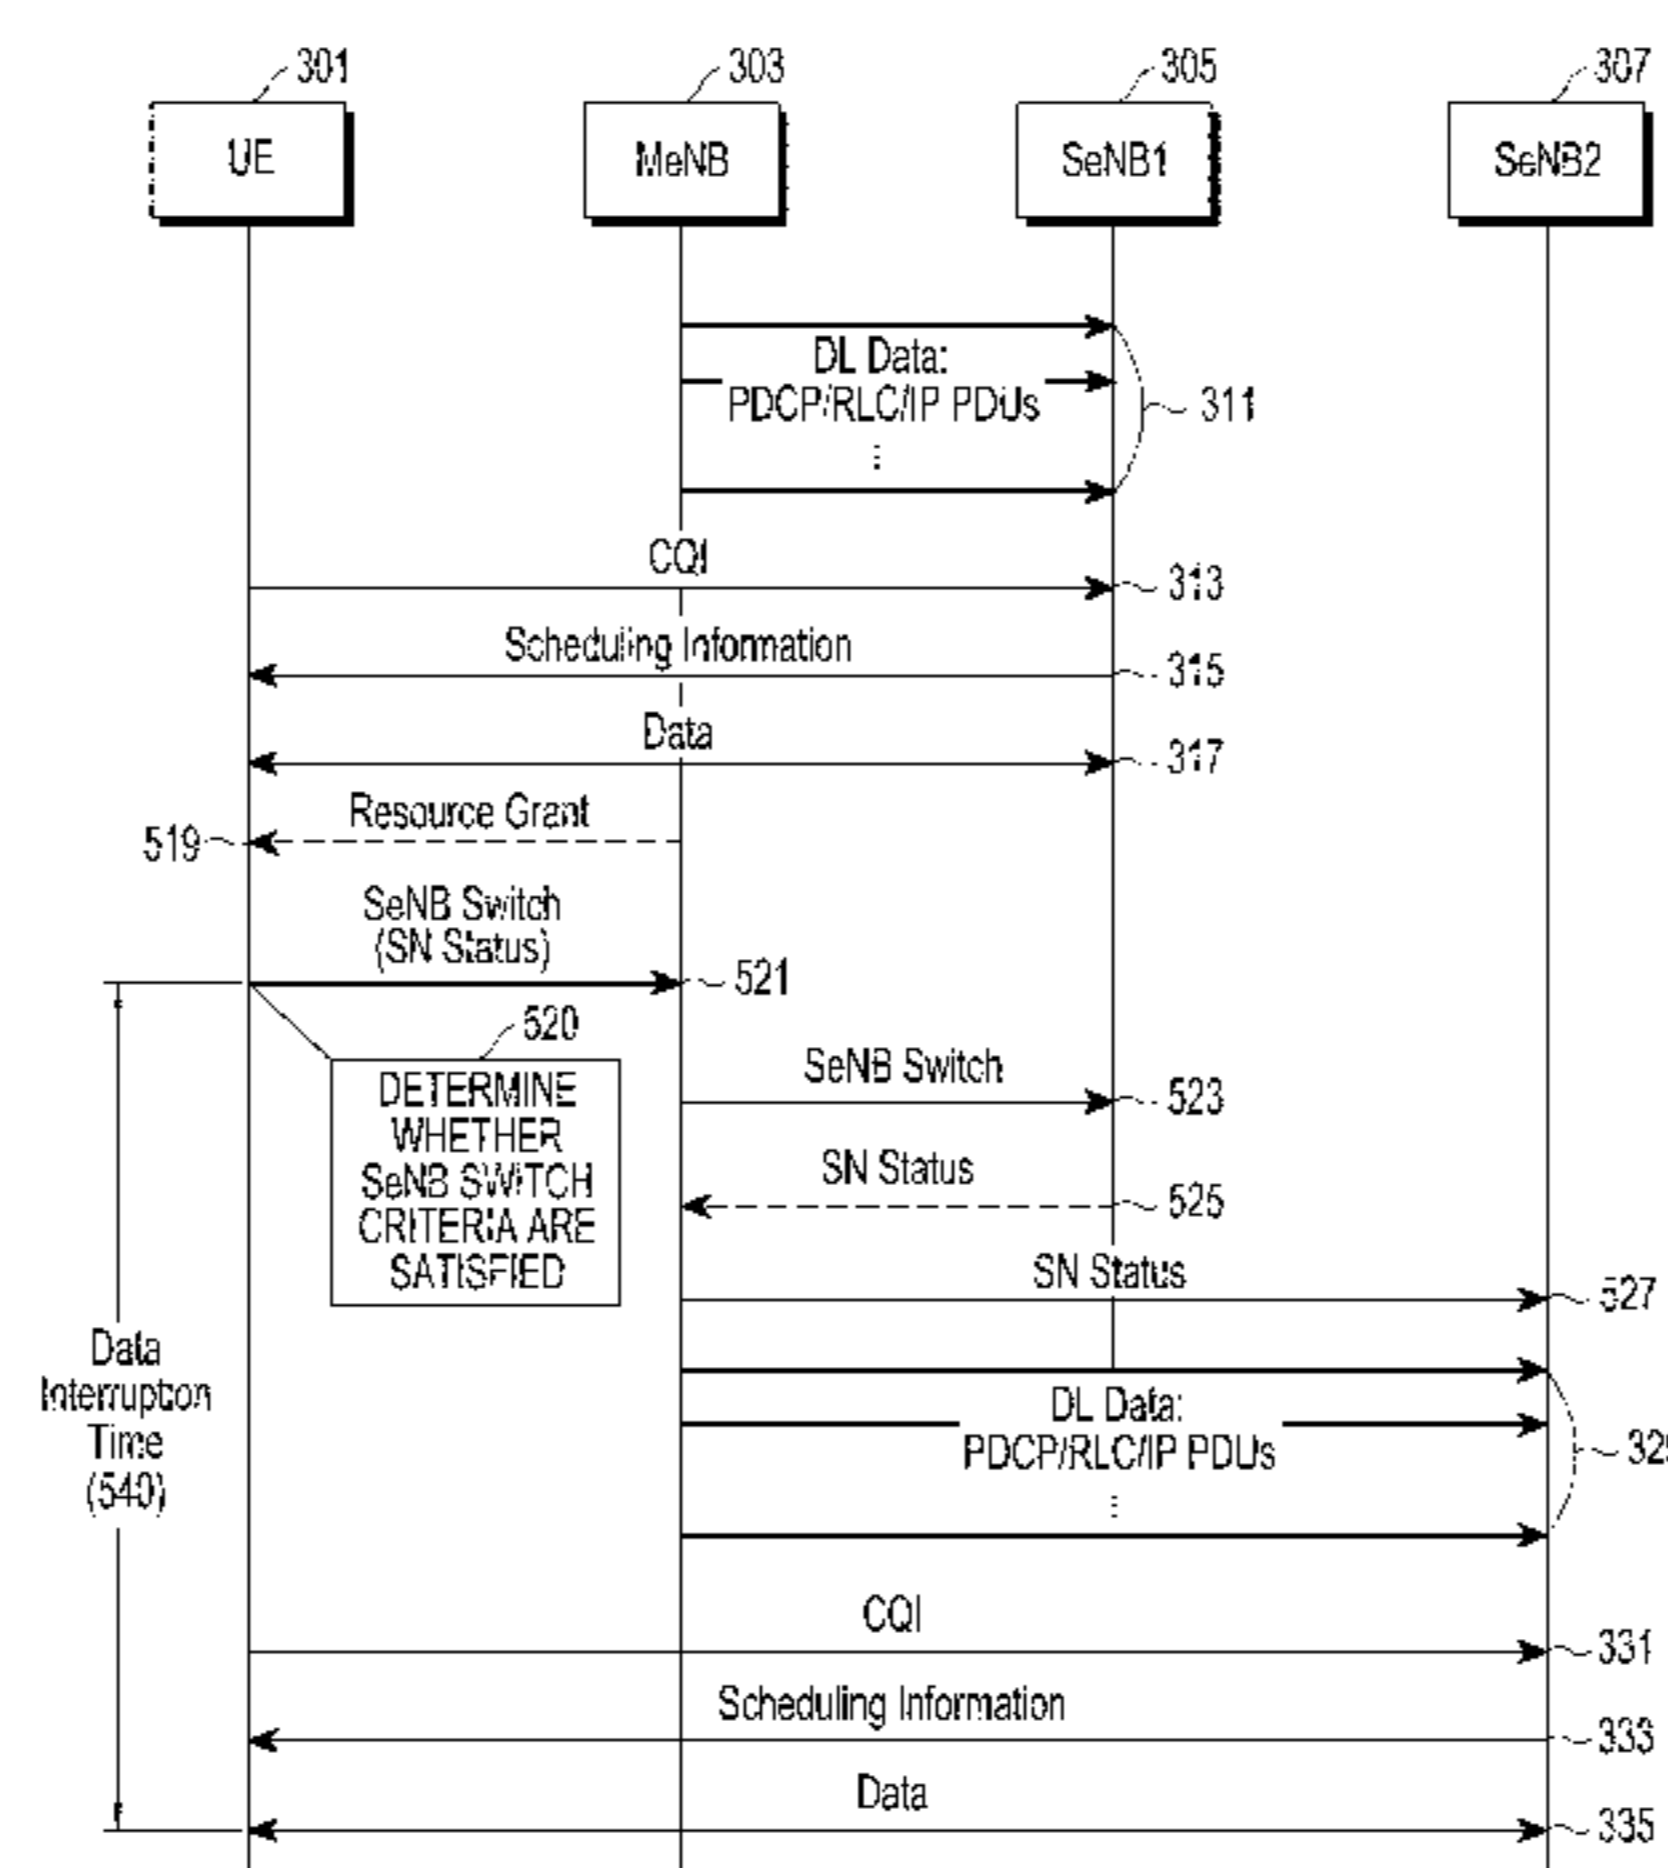 301
303
305
307
UE
MeNB
SeNB1
SeNB2
DL Data:
PDCP/RLC/IP PDUs
311
CQI
313
Scheduling Information
315
Data
317
Resource Grant
519
SeNB Switch
(SN Status)
521
520
DETERMINE
WHETHER
SeNB SWITCH
CRITERIA ARE
SATISFIED
SeNB Switch
523
SN Status
525
SN Status
527
Data
Interruption
Time
(540)
DL Data:
PDCP/RLC/IP PDUs
CQI
331
Scheduling Information
333
Data
335